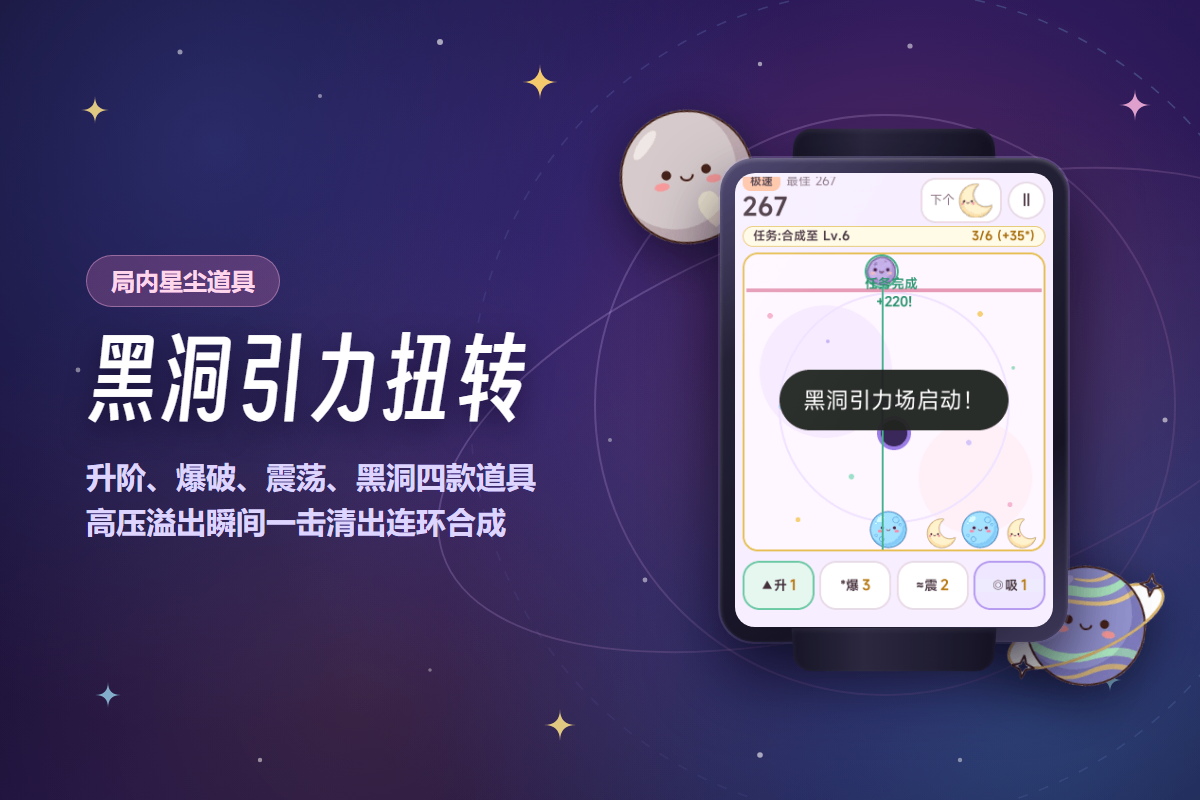 局内星尘道具
黑洞引力扭转
升阶、爆破、震荡、黑洞四款道具
高压溢出瞬间一击清出连环合成
极速 最佳 267
267
下个
任务:合成至 Lv.6 3/6 (+35*)
任务完成
+220!
黑洞引力场启动!
▲升 1
*爆 3
≈震 2
◎吸 1